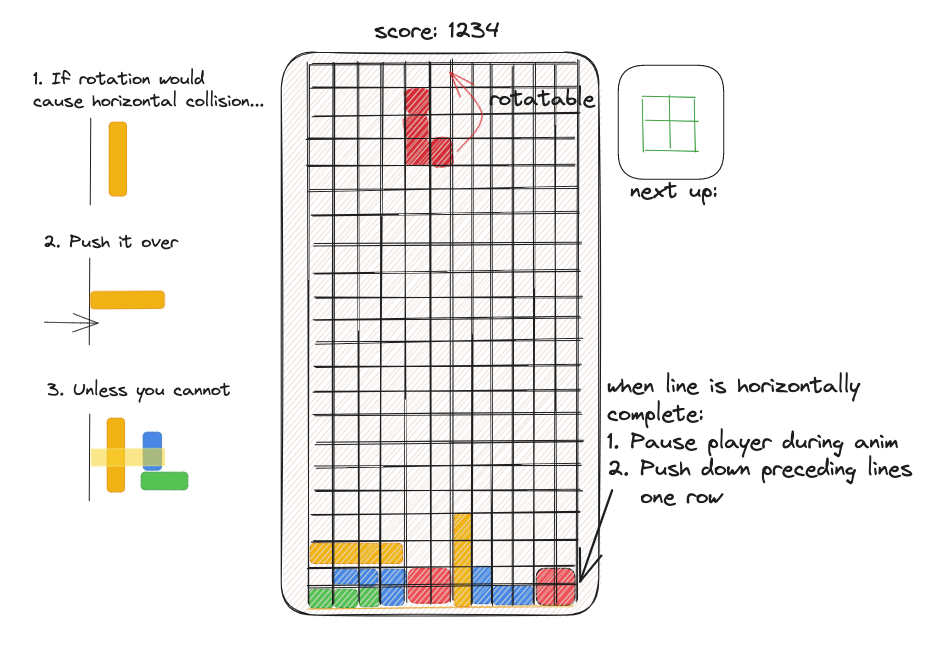 score: 1234
1. If rotation would
cause horizontal collision...
rotatable
next up:
2. Push it over
3. Unless you cannot
when line is horizontally
complete:
1. Pause player during anim
2. Push down preceding lines
one row